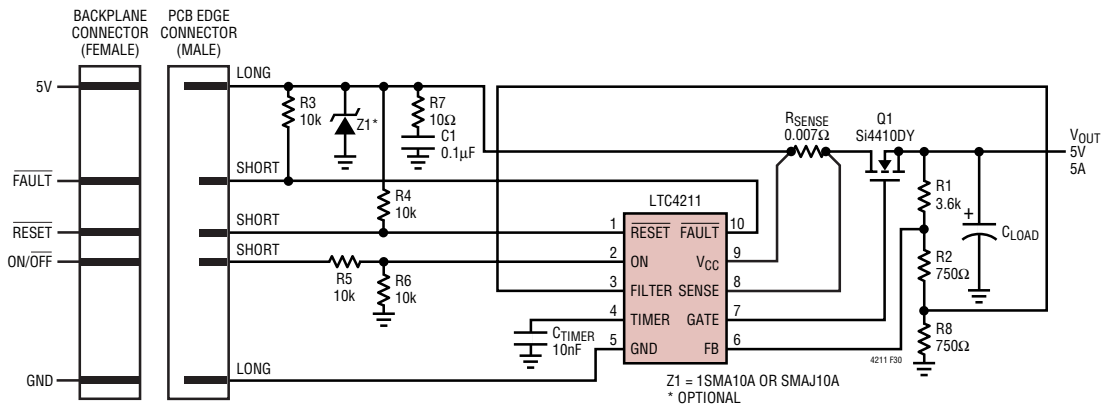 BACKPLANE
CONNECTOR
(FEMALE)
PCB EDGE
CONNECTOR
(MALE)
5V
LONG
R3
10k
Z1*
R7
10Ω
C1
0.1µF
RSENSE
0.007Ω
Q1
Si4410DY
VOUT
5V
5A
FAULT
SHORT
R4
10k
R1
3.6k
LTC4211
RESET
SHORT
1
RESET
FAULT
10
+
CLOAD
ON/OFF
SHORT
R5
10k
R6
10k
2
ON
VCC
9
R2
750Ω
3
FILTER
SENSE
8
CTIMER
10nF
4
TIMER
GATE
7
5
GND
FB
6
R8
750Ω
4211 F30
GND
LONG
Z1 = 1SMA10A OR SMAJ10A
* OPTIONAL